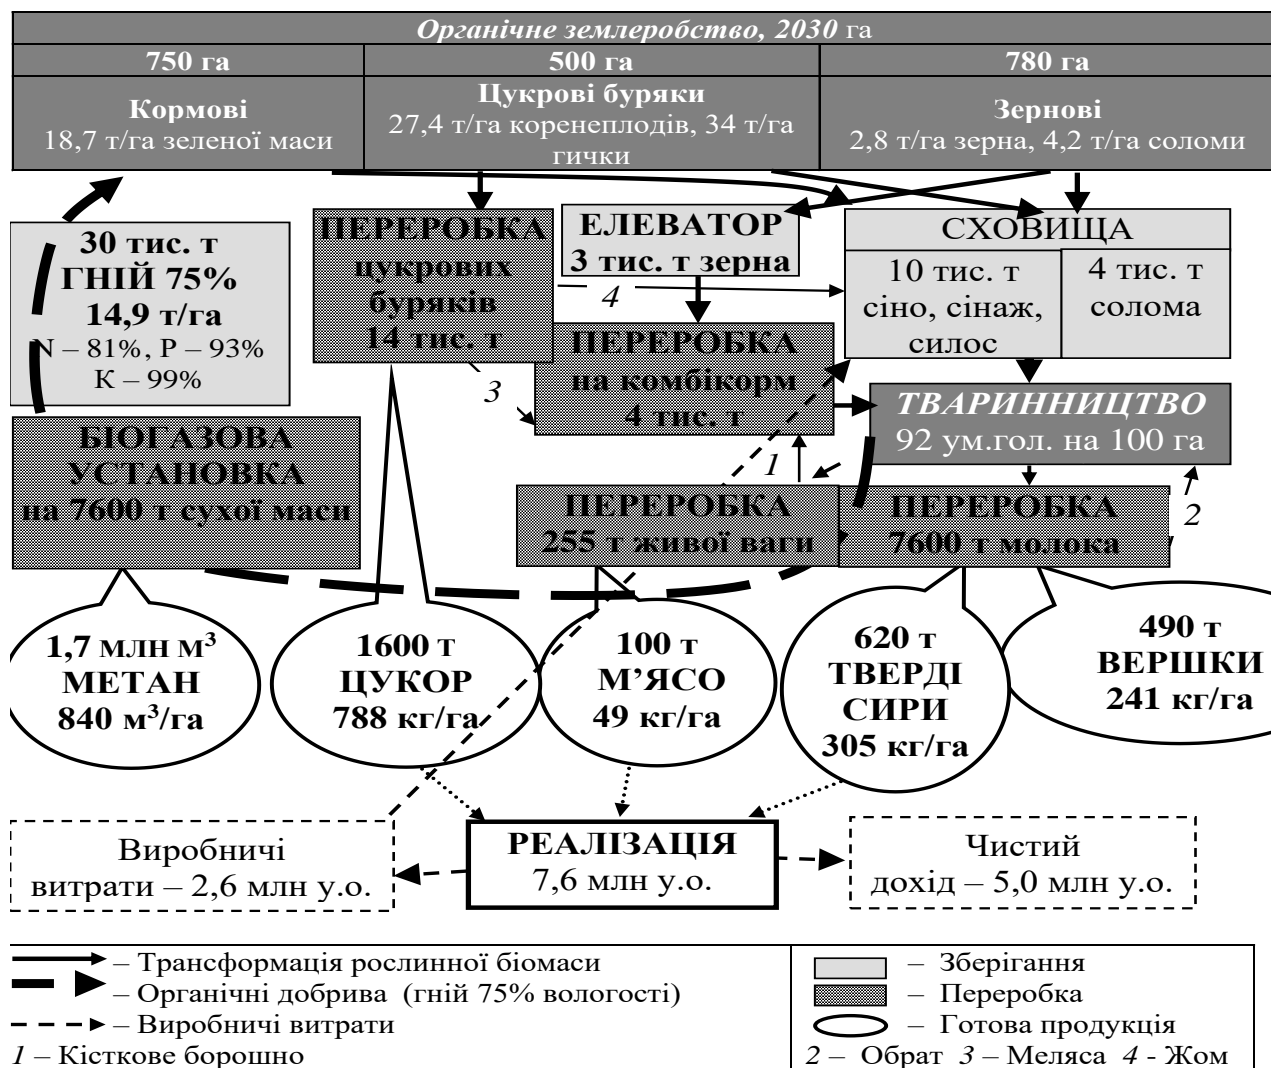 Органічне землеробство, 2030 га
750 га
500 га
780 га
Кормові
18,7 т/га зеленої маси
Цукрові буряки
27,4 т/га коренеплодів, 34 т/га
гички
Зернові
2,8 т/га зерна, 4,2 т/га соломи
30 тис. т
ГНІЙ 75%
14,9 т/га
N – 81%, P – 93%
K – 99%
ПЕРЕРОБКА
цукрових
буряків
14 тис. т
ЕЛЕВАТОР
3 тис. т зерна
СХОВИЩА
10 тис. т
сіно, сінаж,
силос
4 тис. т
солома
4
ПЕРЕРОБКА
на комбікорм
4 тис. т
3
ТВАРИННИЦТВО
92 ум.гол. на 100 га
БІОГАЗОВА
УСТАНОВКА
на 7600 т сухої маси
1
ПЕРЕРОБКА
255 т живої ваги
ПЕРЕРОБКА
7600 т молока
2
1,7 млн м³
МЕТАН
840 м³/га
1600 т
ЦУКОР
788 кг/га
100 т
М’ЯСО
49 кг/га
620 т
ТВЕРДІ
СИРИ
305 кг/га
490 т
ВЕРШКИ
241 кг/га
Виробничі
витрати – 2,6 млн у.о.
РЕАЛІЗАЦІЯ
7,6 млн у.о.
Чистий
дохід – 5,0 млн у.о.
– Трансформація рослинної біомаси
– Органічні добрива (гній 75% вологості)
– Виробничі витрати
1 – Кісткове борошно
– Зберігання
– Переробка
– Готова продукція
2 – Обрат 3 – Меляса 4 - Жом